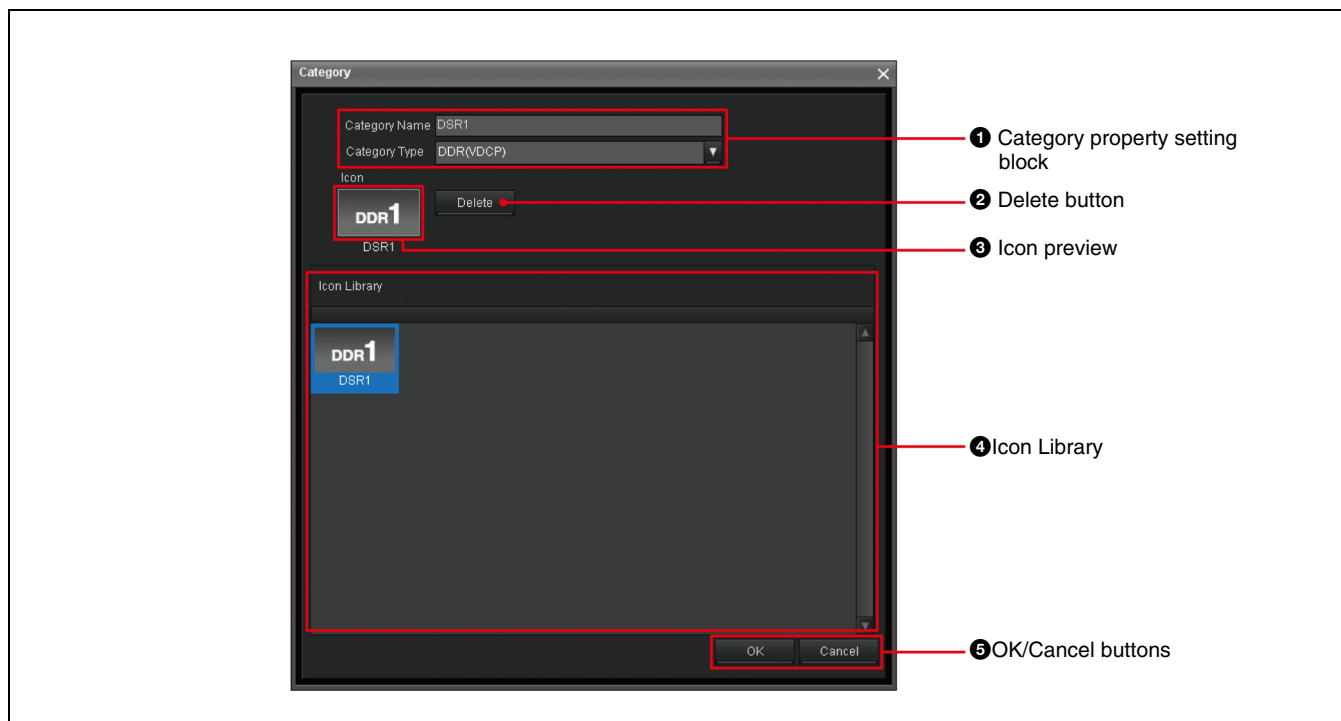 Category
Category Name DSR1
Category Type DDR(VDCP)
Icon
DDR1
Delete
DSR1
Icon Library
DDR1
DSR1
OK Cancel
❶ Category property setting
block
❷ Delete button
❸ Icon preview
❹Icon Library
❺OK/Cancel buttons